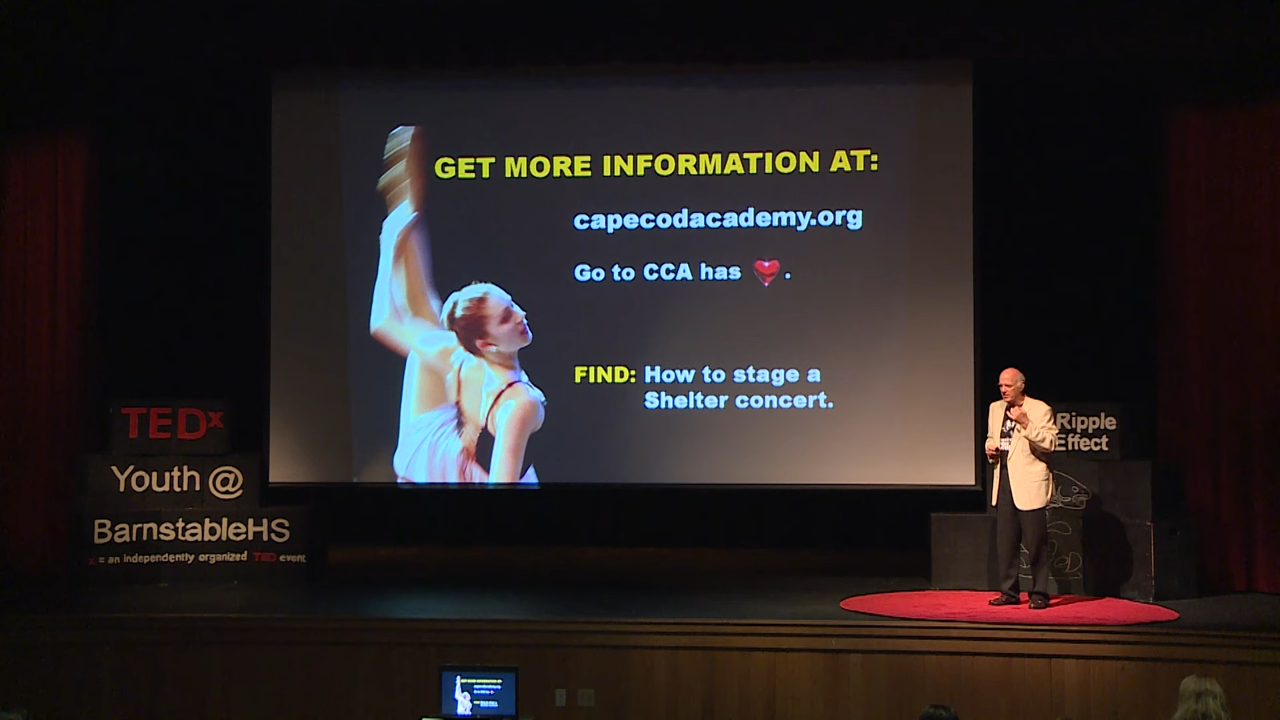 GET MORE INFORMATION AT:
capecodacademy.org
Go to CCA has ❤.
FIND: How to stage a
Shelter concert.
TEDx
Youth @
BarnstableHS
x = an independently organized TED event
Ripple
Effect